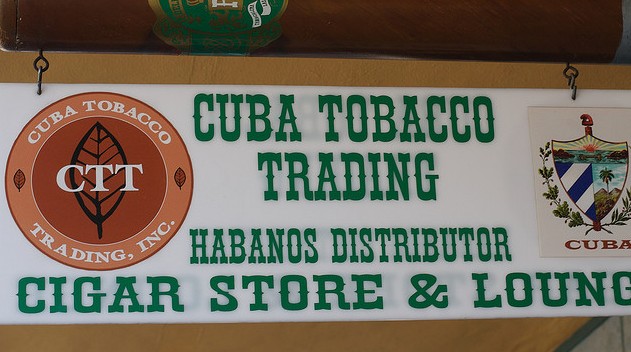 CUBA TOBACCO
CTT
TRADING, INC.
CUBA TOBACCO
TRADING
HABANOS DISTRIBUTOR
CIGAR STORE & LOUNG
CUBA